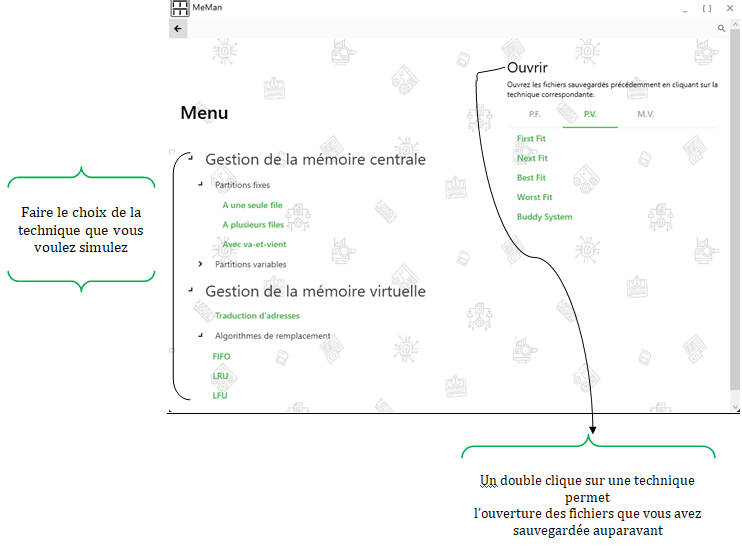 MeMan
Menu
Gestion de la mémoire centrale
Partitions fixes
A une seule file
A plusieurs files
Avec va-et-vient
Partitions variables
Gestion de la mémoire virtuelle
Traduction d'adresses
Algorithmes de remplacement
FIFO
LRU
LFU
Ouvrir
Ouvrez les fichiers sauvegardés précédemment en cliquant sur la
technique correspondante.
P.F. P.V. M.V.
First Fit
Next Fit
Best Fit
Worst Fit
Buddy System
Faire le choix de la
technique que vous
voulez simulez
Un double clique sur une technique
permet
l'ouverture des fichiers que vous avez
sauvegardée auparavant